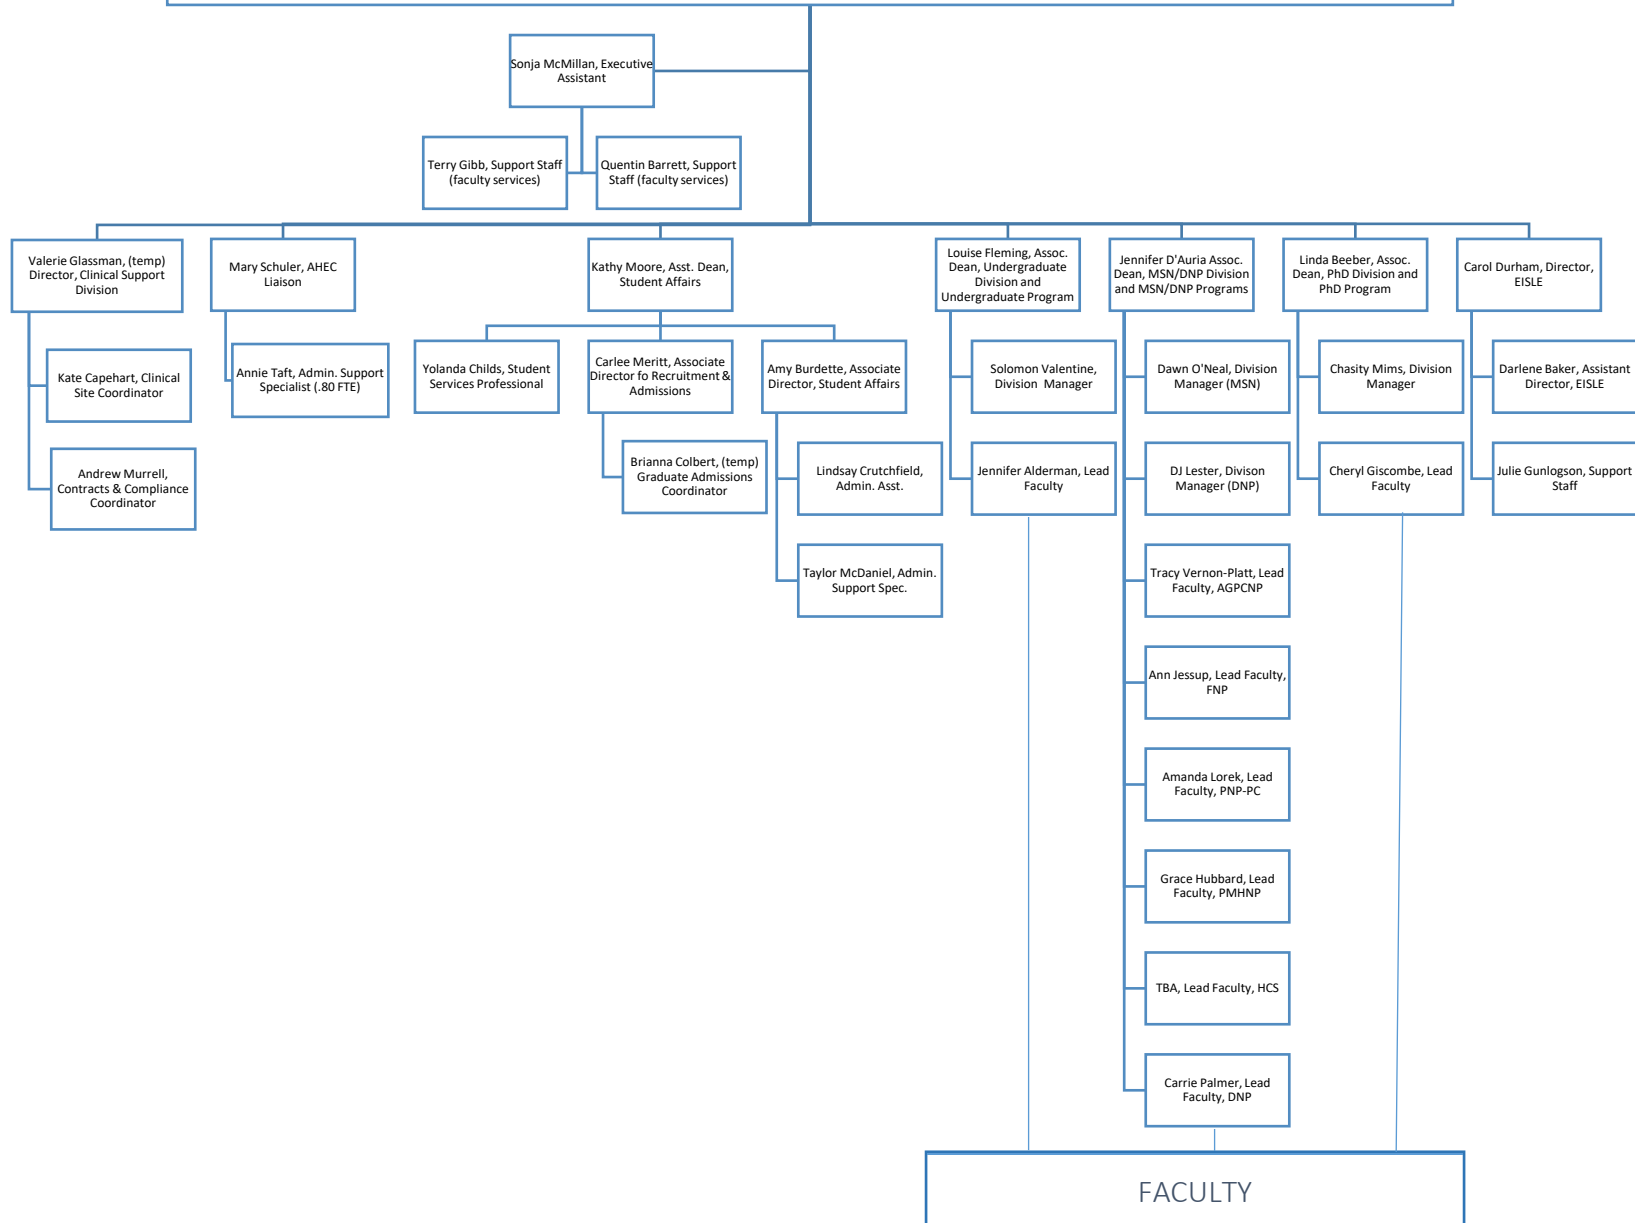 Sonja McMillan, Executive
Assistant
Terry Gibb, Support Staff
(faculty services)
Quentin Barrett, Support
Staff (faculty services)
Valerie Glassman, (temp)
Director, Clinical Support
Division
Mary Schuler, AHEC
Liaison
Kathy Moore, Asst. Dean,
Student Affairs
Louise Fleming, Assoc.
Dean, Undergraduate
Division and
Undergraduate Program
Jennifer D'Auria Assoc.
Dean, MSN/DNP Division
and MSN/DNP Programs
Linda Beeber, Assoc.
Dean, PhD Division and
PhD Program
Carol Durham, Director,
EISLE
Kate Capehart, Clinical
Site Coordinator
Andrew Murrell,
Contracts & Compliance
Coordinator
Annie Taft, Admin. Support
Specialist (.80 FTE)
Yolanda Childs, Student
Services Professional
Carlee Meritt, Associate
Director fo Recruitment &
Admissions
Amy Burdette, Associate
Director, Student Affairs
Brianna Colbert, (temp)
Graduate Admissions
Coordinator
Lindsay Crutchfield,
Admin. Asst.
Taylor McDaniel, Admin.
Support Spec.
Solomon Valentine,
Division Manager
Jennifer Alderman, Lead
Faculty
Dawn O'Neal, Division
Manager (MSN)
DJ Lester, Divison
Manager (DNP)
Tracy Vernon-Platt, Lead
Faculty, AGPCNP
Ann Jessup, Lead Faculty,
FNP
Amanda Lorek, Lead
Faculty, PNP-PC
Grace Hubbard, Lead
Faculty, PMHNP
TBA, Lead Faculty, HCS
Carrie Palmer, Lead
Faculty, DNP
Chasity Mims, Division
Manager
Cheryl Giscombe, Lead
Faculty
Darlene Baker, Assistant
Director, EISLE
Julie Gunlogson, Support
Staff
FACULTY